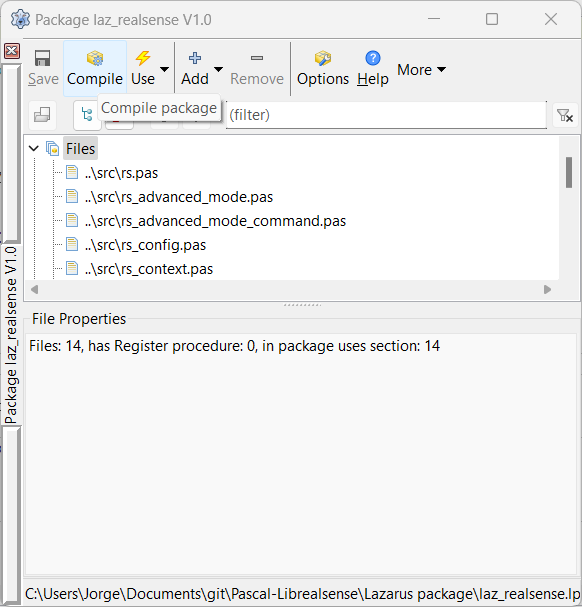 Package laz_realsense V1.0
Save Compile Use Add Remove Options Help More
Compile package
(filter)
Files
..\src\rs.pas
..\src\rs_advanced_mode.pas
..\src\rs_advanced_mode_command.pas
..\src\rs_config.pas
..\src\rs_context.pas
Package laz_realsense V1.0
File Properties
Files: 14, has Register procedure: 0, in package uses section: 14
C:\Users\Jorge\Documents\git\Pascal-Librealsense\Lazarus package\laz_realsense.lp